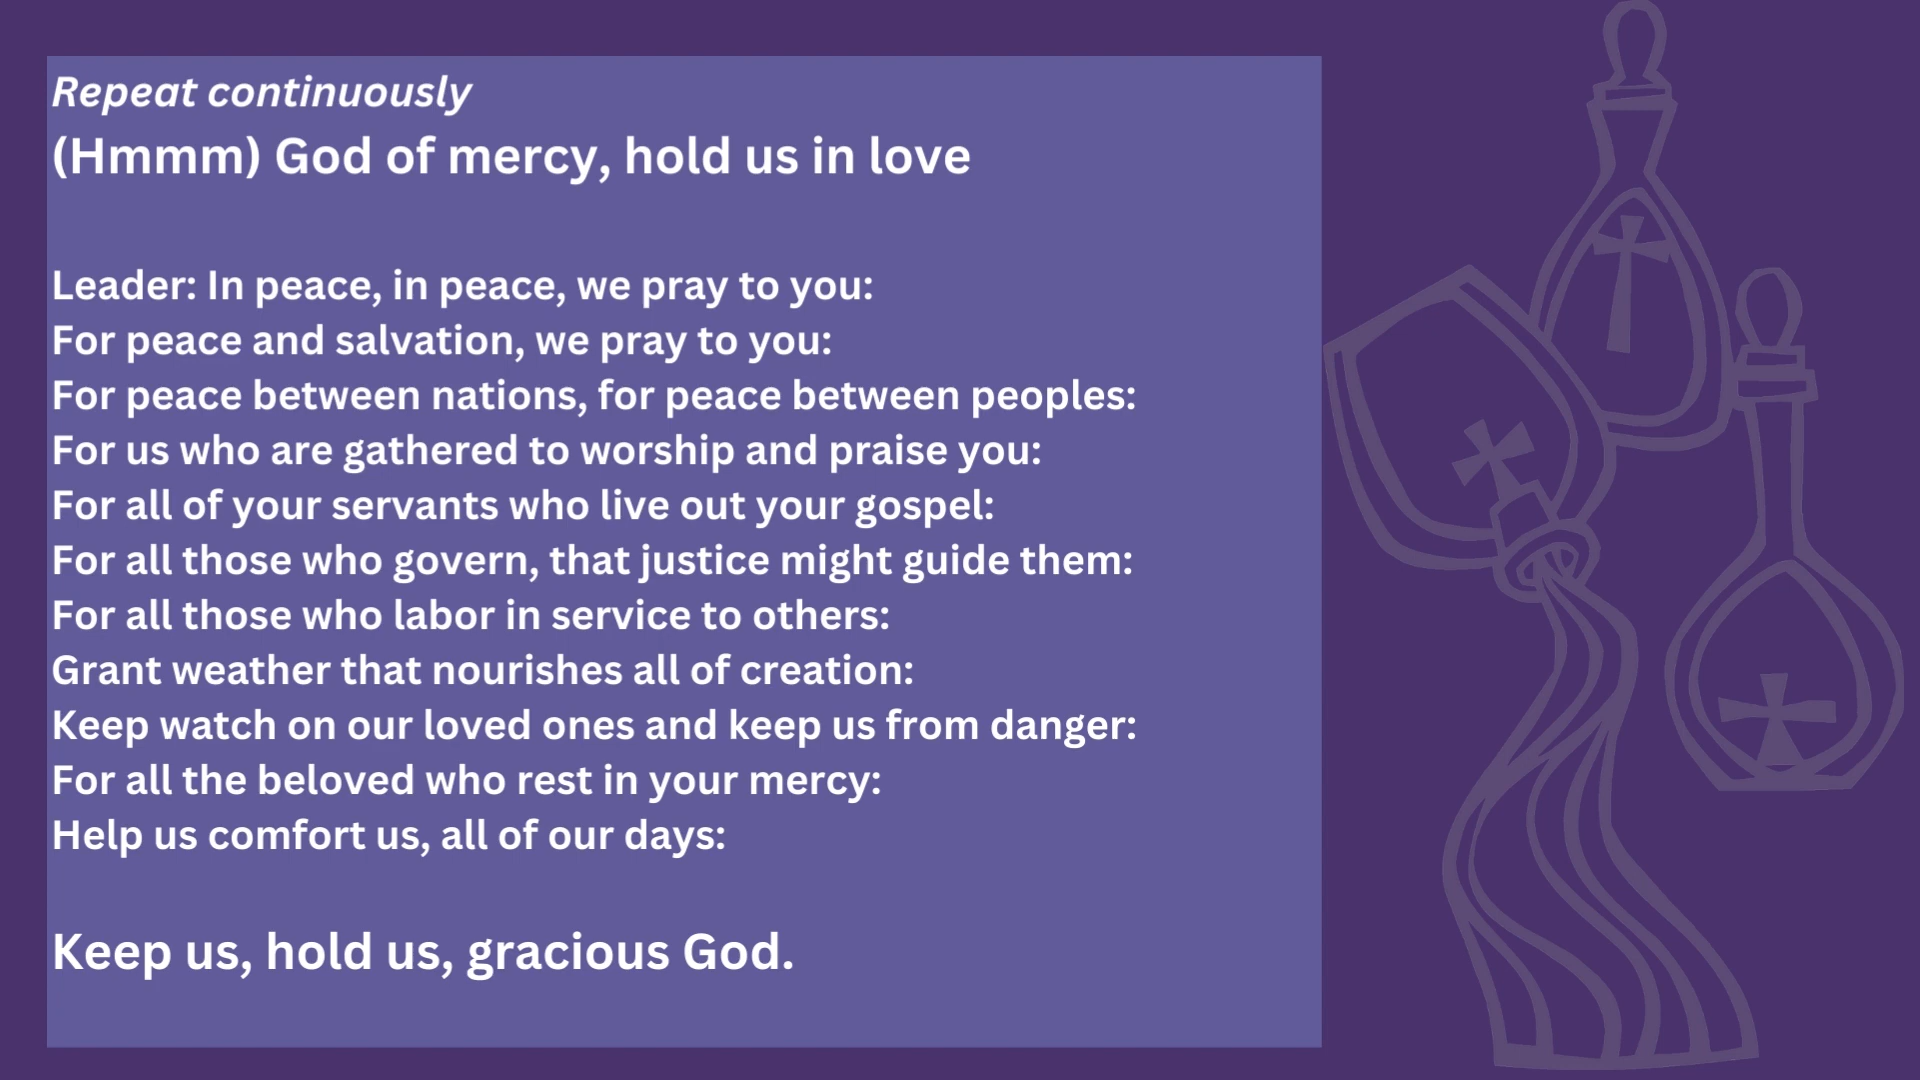 Repeat continuously
(Hmmm) God of mercy, hold us in love
Leader: In peace, in peace, we pray to you:
For peace and salvation, we pray to you:
For peace between nations, for peace between peoples:
For us who are gathered to worship and praise you:
For all of your servants who live out your gospel:
For all those who govern, that justice might guide them:
For all those who labor in service to others:
Grant weather that nourishes all of creation:
Keep watch on our loved ones and keep us from danger:
For all the beloved who rest in your mercy:
Help us comfort us, all of our days:
Keep us, hold us, gracious God.